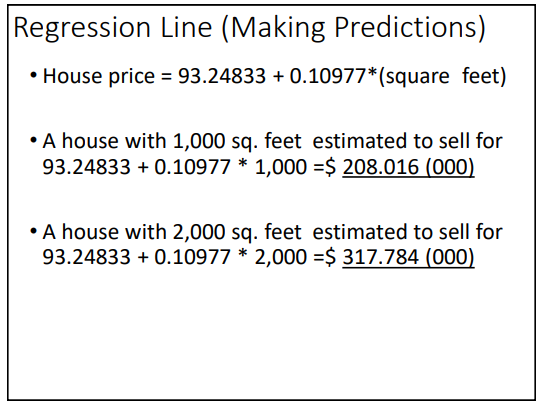 Regression Line (Making Predictions)
• House price = 93.24833 + 0.10977*(square feet)
• A house with 1,000 sq. feet estimated to sell for
93.24833 + 0.10977 * 1,000 =$ 208.016 (000)
• A house with 2,000 sq. feet estimated to sell for
93.24833 + 0.10977 * 2,000 =$ 317.784 (000)